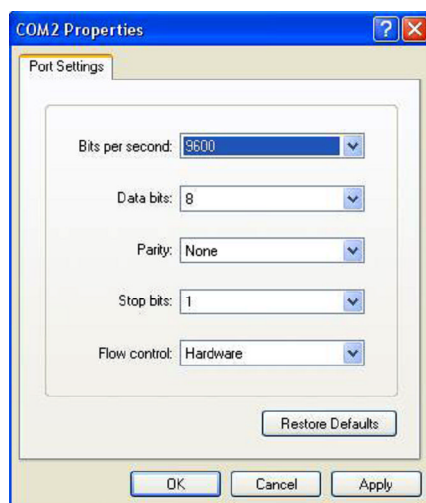 COM2 Properties
Port Settings
Bits per second: 9600
Data bits: 8
Parity: None
Stop bits: 1
Flow control: Hardware
Restore Defaults
OK Cancel Apply